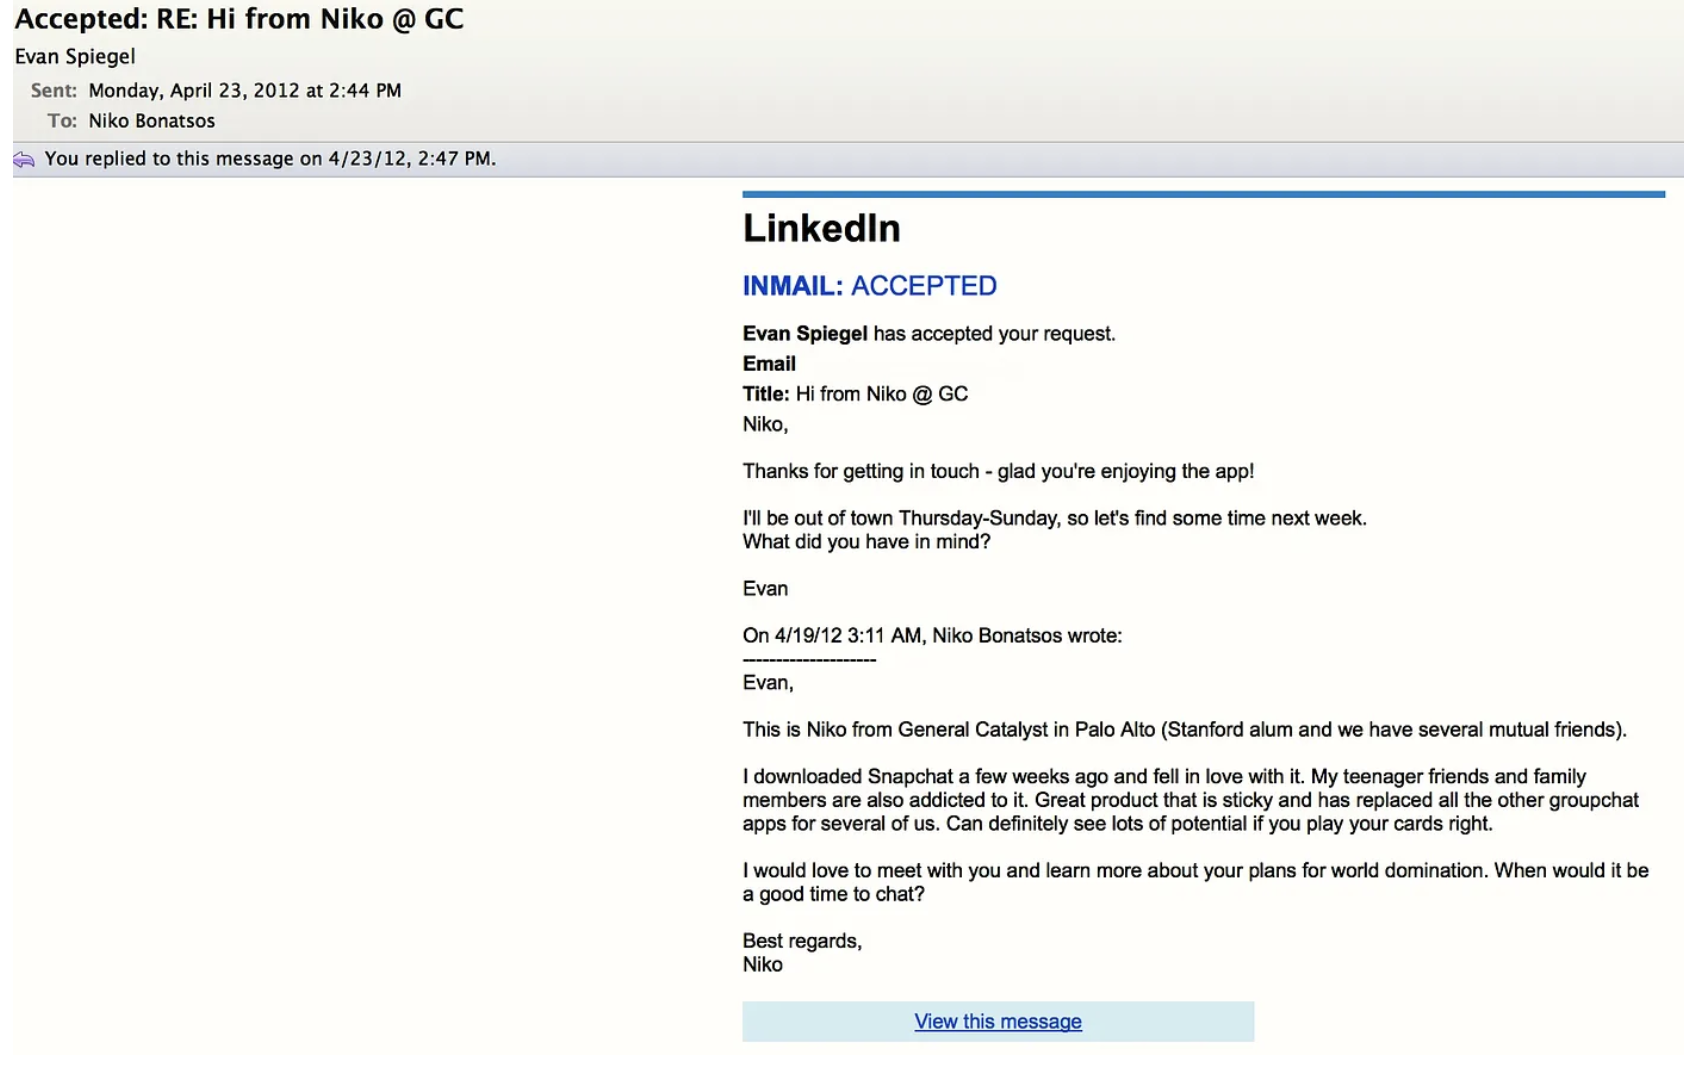 Accepted: RE: Hi from Niko @ GC
Evan Spiegel
Sent: Monday, April 23, 2012 at 2:44 PM
To: Niko Bonatsos
You replied to this message on 4/23/12, 2:47 PM.
LinkedIn
INMAIL: ACCEPTED
Evan Spiegel has accepted your request.
Email
Title: Hi from Niko @ GC
Niko,
Thanks for getting in touch - glad you're enjoying the app!
I'll be out of town Thursday-Sunday, so let's find some time next week.
What did you have in mind?
Evan
On 4/19/12 3:11 AM, Niko Bonatsos wrote:
--------------------
Evan,
This is Niko from General Catalyst in Palo Alto (Stanford alum and we have several mutual friends).
I downloaded Snapchat a few weeks ago and fell in love with it. My teenager friends and family
members are also addicted to it. Great product that is sticky and has replaced all the other groupchat
apps for several of us. Can definitely see lots of potential if you play your cards right.
I would love to meet with you and learn more about your plans for world domination. When would it be
a good time to chat?
Best regards,
Niko
View this message